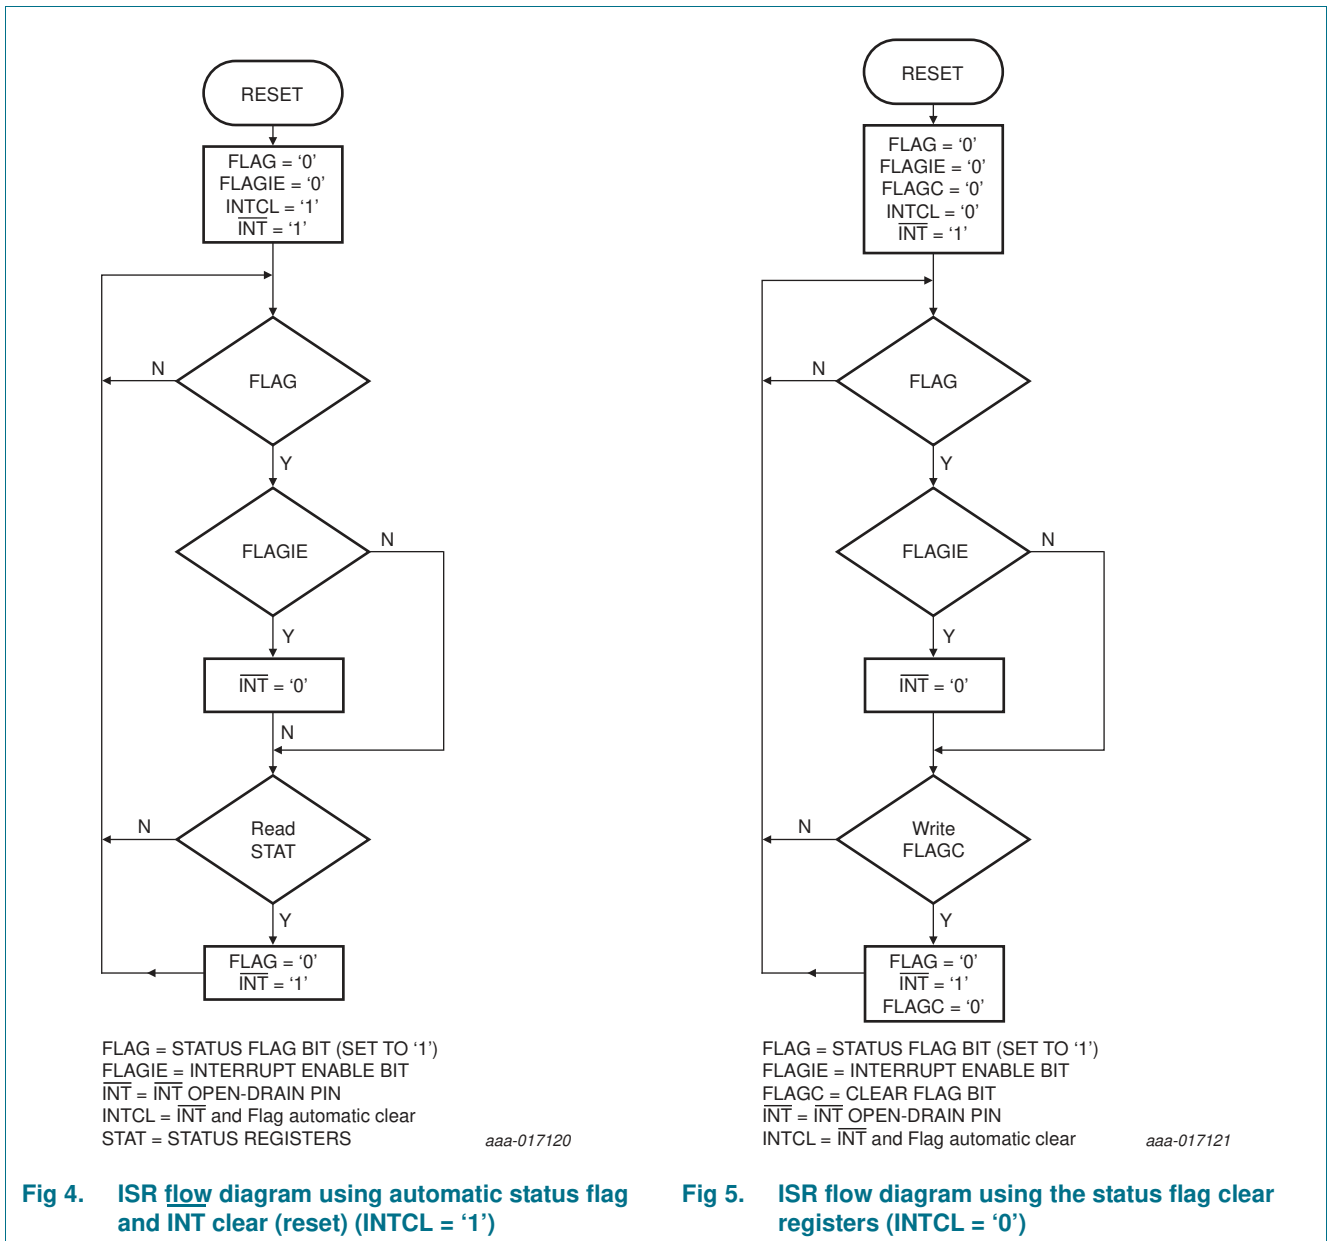 RESET
FLAG = ‘0’
FLAGIE = ‘0’
INTCL = ‘1’
INT = ‘1’
FLAG
N
Y
FLAGIE
N
Y
INT = ‘0’
N
Read
STAT
N
Y
FLAG = ‘0’
INT = ‘1’
FLAG = STATUS FLAG BIT (SET TO ‘1’)
FLAGIE = INTERRUPT ENABLE BIT
INT = INT OPEN-DRAIN PIN
INTCL = INT and Flag automatic clear
STAT = STATUS REGISTERS
aaa-017120
Fig 4. ISR flow diagram using automatic status flag
and INT clear (reset) (INTCL = ‘1’)
RESET
FLAG = ‘0’
FLAGIE = ‘0’
FLAGC = ‘0’
INTCL = ‘0’
INT = ‘1’
FLAG
N
Y
FLAGIE
N
Y
INT = ‘0’
Write
FLAGC
N
Y
FLAG = ‘0’
INT = ‘1’
FLAGC = ‘0’
FLAG = STATUS FLAG BIT (SET TO ‘1’)
FLAGIE = INTERRUPT ENABLE BIT
FLAGC = CLEAR FLAG BIT
INT = INT OPEN-DRAIN PIN
INTCL = INT and Flag automatic clear
aaa-017121
Fig 5. ISR flow diagram using the status flag clear
registers (INTCL = ‘0’)